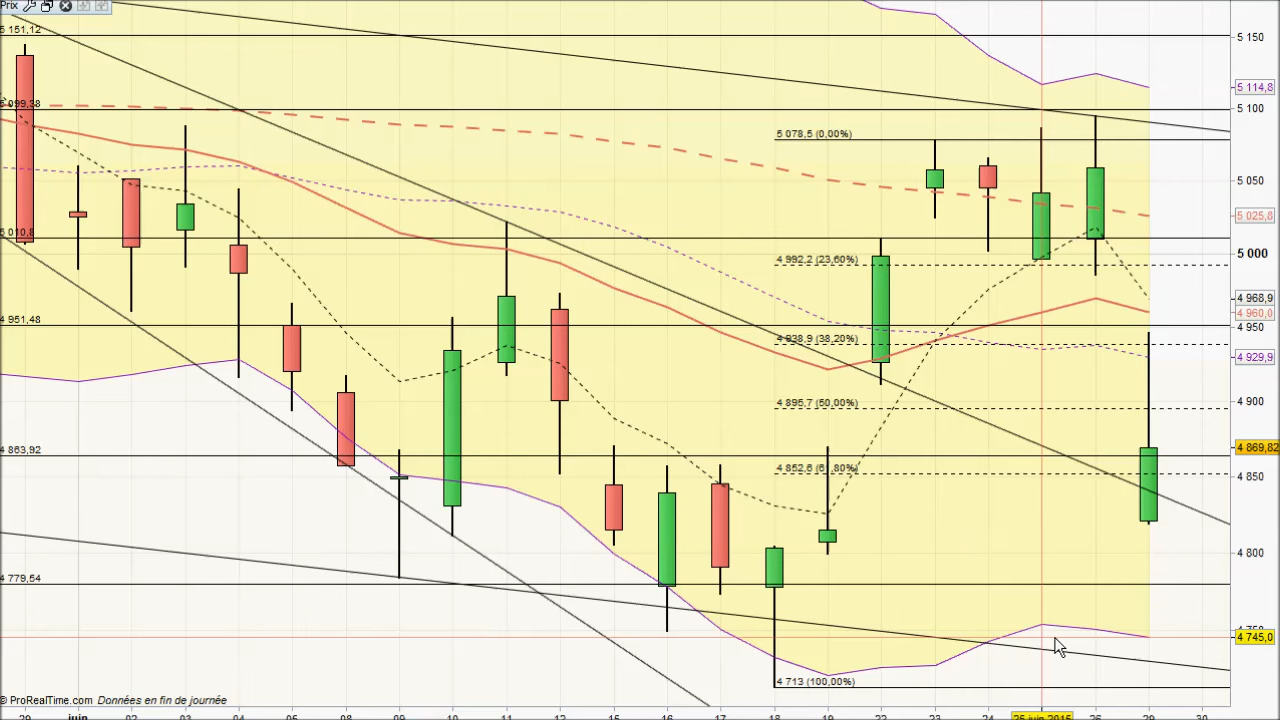 Prix
5 151,12
5 099,38
5 010,8
4 951,48
4 863,92
4 779,54
5 078,5 (0,00%)
4 992,2 (23,60%)
4 938,9 (38,20%)
4 895,7 (50,00%)
4 852,6 (61,80%)
4 713 (100,00%)
5 150
5 114,8
5 100
5 050
5 025,8
5 000
4 968,9
4 960,0
4 950
4 929,9
4 900
4 869,82
4 850
4 800
4 750
4 745,0
© ProRealTime.com Données en fin de journée
29 juin 02 03 04 05 08 09 10 11 12 15 16 17 18 19 22 23 24 25 juin 2015 26 29 30